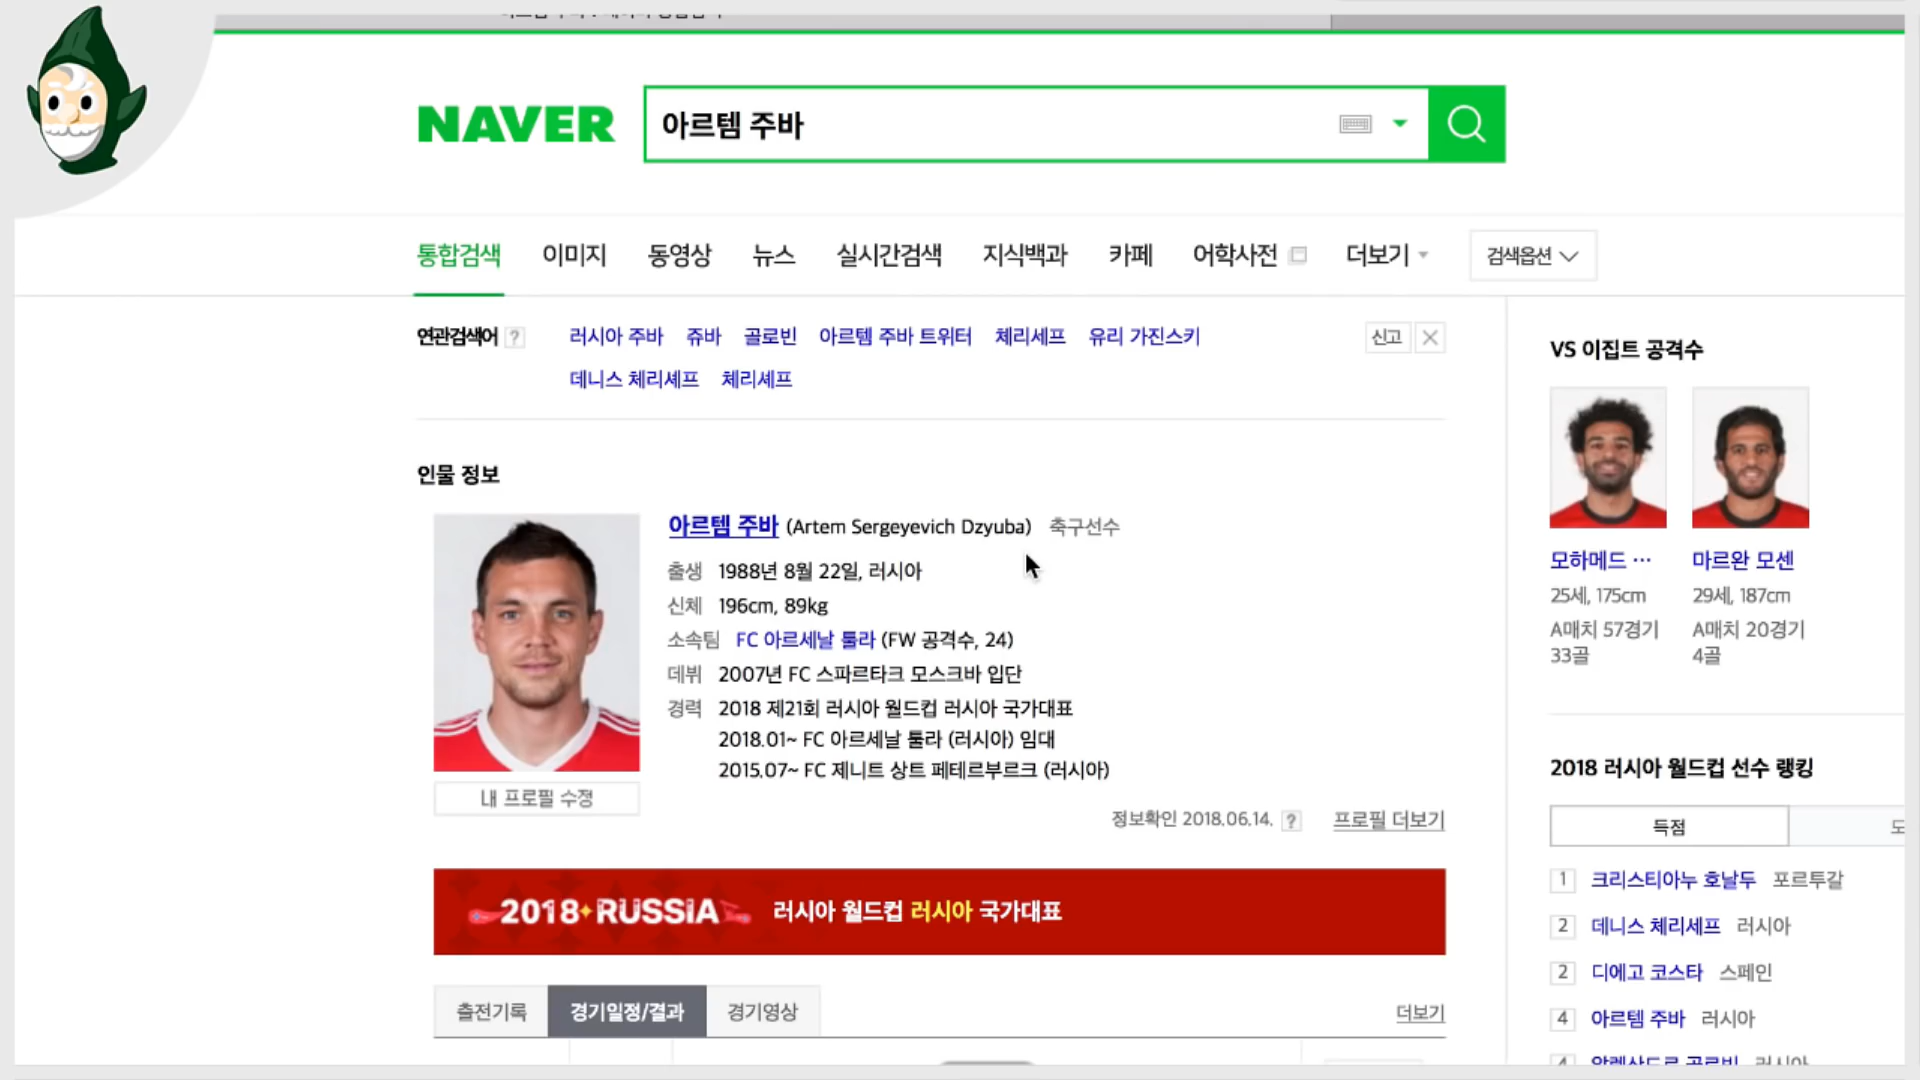 NAVER
아르템 주바
통합검색 이미지 동영상 뉴스 실시간검색 지식백과 카페 어학사전 더보기 검색옵션
연관검색어 ? 러시아 주바 쥬바 골로빈 아르템 주바 트위터 체리세프 유리 가진스키 신고
데니스 체리셰프 체리셰프
인물 정보
아르템 주바 (Artem Sergeyevich Dzyuba) 축구선수
출생 1988년 8월 22일, 러시아
신체 196cm, 89kg
소속팀 FC 아르세날 툴라 (FW 공격수, 24)
데뷔 2007년 FC 스파르타크 모스크바 입단
경력 2018 제21회 러시아 월드컵 러시아 국가대표
2018.01~ FC 아르세날 툴라 (러시아) 임대
2015.07~ FC 제니트 상트 페테르부르크 (러시아)
내 프로필 수정
정보확인 2018.06.14. ? 프로필 더보기
2018 RUSSIA 러시아 월드컵 러시아 국가대표
출전기록 경기일정/결과 경기영상 더보기
VS 이집트 공격수
모하메드 … 마르완 모센
25세, 175cm 29세, 187cm
A매치 57경기 A매치 20경기
33골 4골
2018 러시아 월드컵 선수 랭킹
득점
1 크리스티아누 호날두 포르투갈
2 데니스 체리셰프 러시아
2 디에고 코스타 스페인
4 아르템 주바 러시아